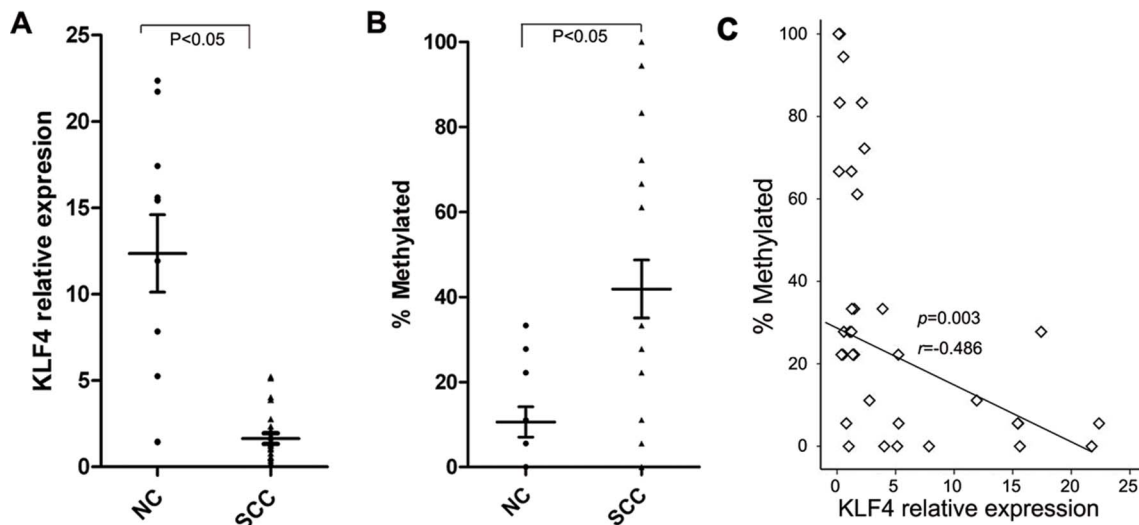 A
P<0.05
KLF4 relative expresion
25
20
15
10
5
0
NC
SCC
B
P<0.05
% Methylated
100
80
60
40
20
0
NC
SCC
C
% Methylated
100
80
60
40
20
0
p=0.003
r=-0.486
0 5 10 15 20 25
KLF4 relative expression